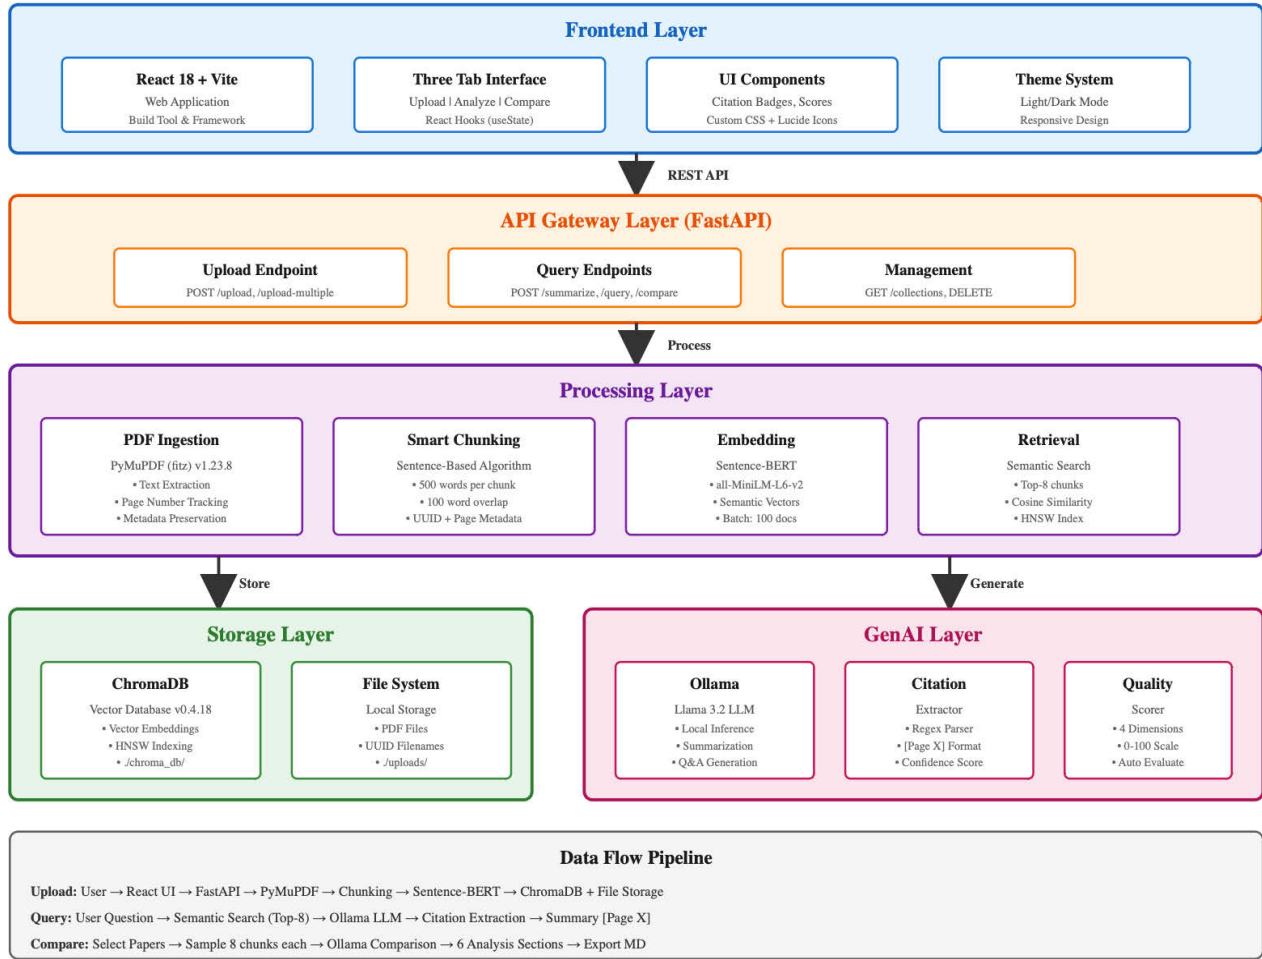 Frontend Layer
React 18 + Vite
Web Application
Build Tool & Framework
Three Tab Interface
Upload | Analyze | Compare
React Hooks (useState)
UI Components
Citation Badges, Scores
Custom CSS + Lucide Icons
Theme System
Light/Dark Mode
Responsive Design
REST API
API Gateway Layer (FastAPI)
Upload Endpoint
POST /upload, /upload-multiple
Query Endpoints
POST /summarize, /query, /compare
Management
GET /collections, DELETE
Process
Processing Layer
PDF Ingestion
PyMuPDF (fitz) v1.23.8
• Text Extraction
• Page Number Tracking
• Metadata Preservation
Smart Chunking
Sentence-Based Algorithm
• 500 words per chunk
• 100 word overlap
• UUID + Page Metadata
Embedding
Sentence-BERT
• all-MiniLM-L6-v2
• Semantic Vectors
• Batch: 100 docs
Retrieval
Semantic Search
• Top-8 chunks
• Cosine Similarity
• HNSW Index
Store
Generate
Storage Layer
ChromaDB
Vector Database v0.4.18
• Vector Embeddings
• HNSW Indexing
• ./chroma_db/
File System
Local Storage
• PDF Files
• UUID Filenames
• ./uploads/
GenAI Layer
Ollama
Llama 3.2 LLM
• Local Inference
• Summarization
• Q&A Generation
Citation
Extractor
• Regex Parser
• [Page X] Format
• Confidence Score
Quality
Scorer
• 4 Dimensions
• 0-100 Scale
• Auto Evaluate
Data Flow Pipeline
Upload: User → React UI → FastAPI → PyMuPDF → Chunking → Sentence-BERT → ChromaDB + File Storage
Query: User Question → Semantic Search (Top-8) → Ollama LLM → Citation Extraction → Summary [Page X]
Compare: Select Papers → Sample 8 chunks each → Ollama Comparison → 6 Analysis Sections → Export MD